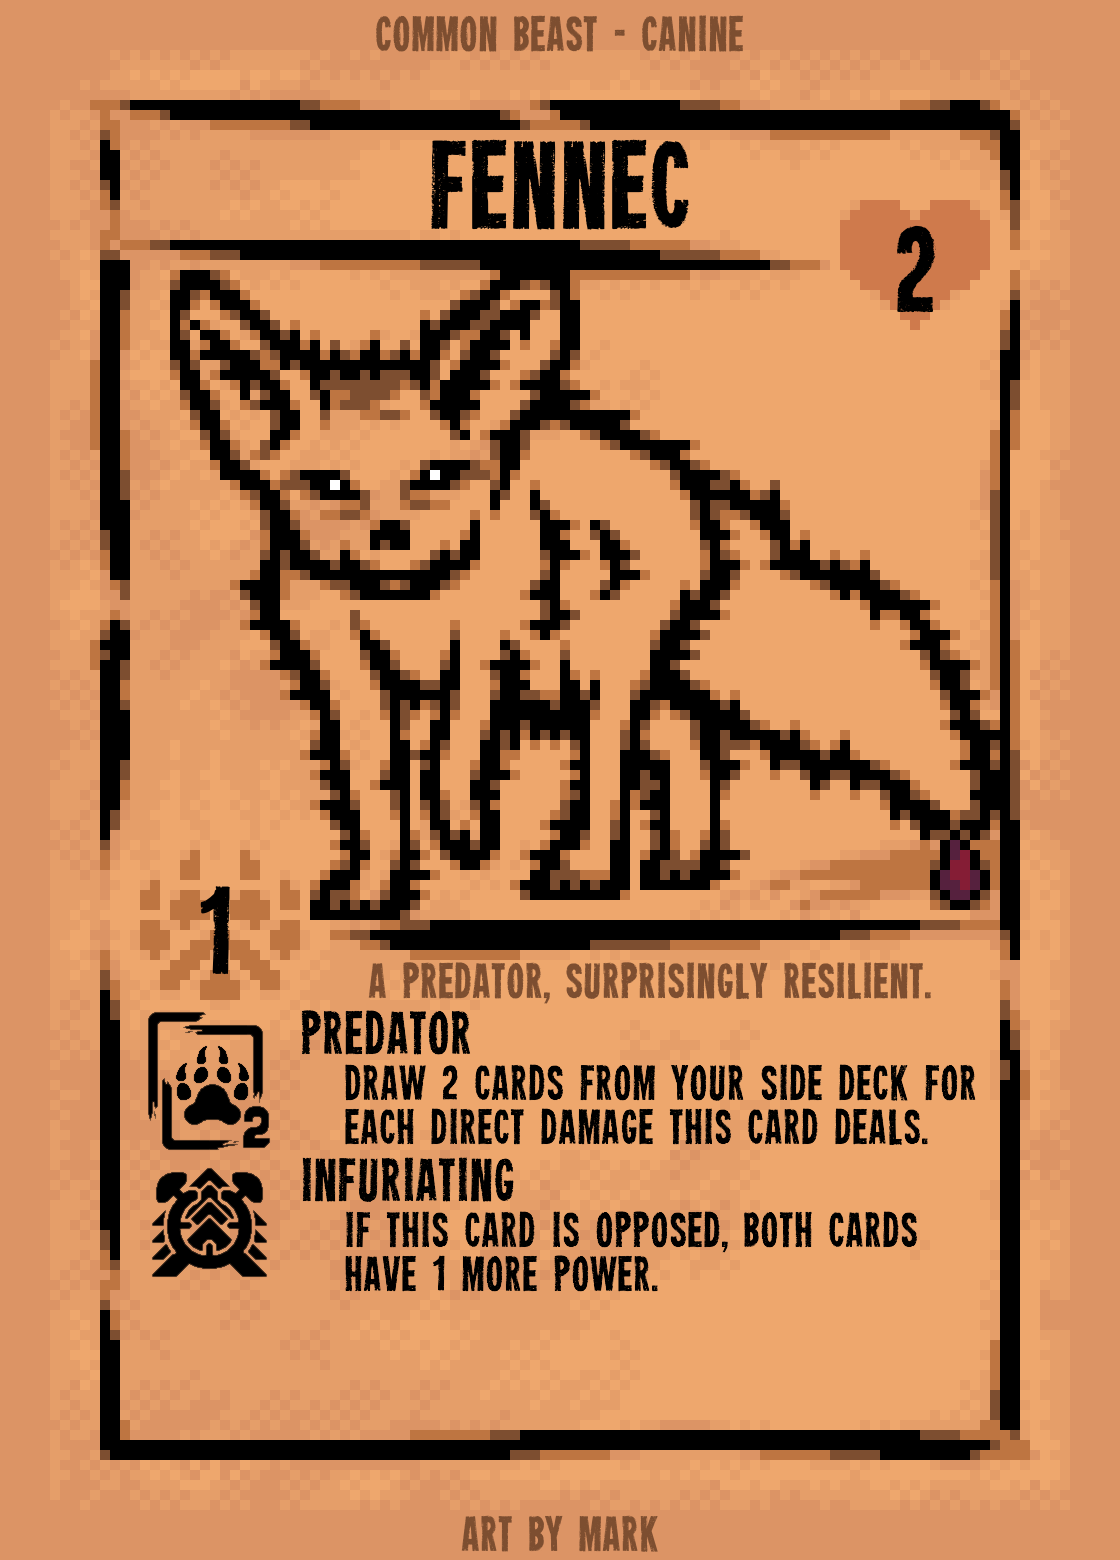 COMMON BEAST - CANINE
FENNEC
2
1
A PREDATOR, SURPRISINGLY RESILIENT.
PREDATOR
DRAW 2 CARDS FROM YOUR SIDE DECK FOR
EACH DIRECT DAMAGE THIS CARD DEALS.
2
INFURIATING
IF THIS CARD IS OPPOSED, BOTH CARDS
HAVE 1 MORE POWER.
ART BY MARK